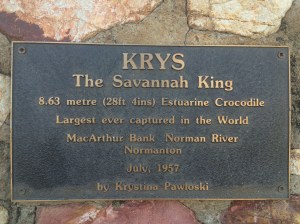 KRYS
The Savannah King
8.63 metre (28ft 4ins) Estuarine Crocodile
Largest ever captured in the World
MacArthur Bank Norman River
Normanton
July, 1957
by Krystina Pawloski